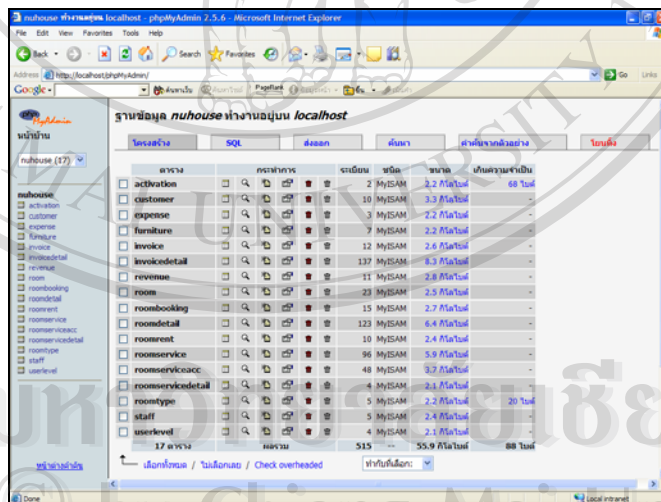 nuhouse ทำงานอยู่บน localhost - phpMyAdmin 2.5.6 - Microsoft Internet Explorer
File Edit View Favorites Tools Help
Back Search Favorites
Address http://localhost/phpMyAdmin/ Go Links
Google ค้นหาเว็บ PageRank
phpMyAdmin
หน้าบ้าน
nuhouse (17)
nuhouse
activation
customer
expense
furniture
invoice
invoicedetail
revenue
room
roombooking
roomdetail
roomrent
roomservice
roomserviceacc
roomservicedetail
roomtype
staff
userlevel
หน้าต่างคำค้น
ฐานข้อมูล nuhouse ทำงานอยู่บน localhost
โครงสร้าง SQL ส่งออก ค้นหา คำค้นจากตัวอย่าง โยนทิ้ง
ตาราง กระทำการ ระเบียน ชนิด ขนาด เกินความจำเป็น
activation 2 MyISAM 2.2 กิโลไบต์ 68 ไบต์
customer 10 MyISAM 3.3 กิโลไบต์ -
expense 3 MyISAM 2.2 กิโลไบต์ -
furniture 7 MyISAM 2.2 กิโลไบต์ -
invoice 12 MyISAM 2.6 กิโลไบต์ -
invoicedetail 137 MyISAM 8.3 กิโลไบต์ -
revenue 11 MyISAM 2.8 กิโลไบต์ -
room 23 MyISAM 2.5 กิโลไบต์ -
roombooking 15 MyISAM 2.7 กิโลไบต์ -
roomdetail 123 MyISAM 6.4 กิโลไบต์ -
roomrent 10 MyISAM 2.4 กิโลไบต์ -
roomservice 96 MyISAM 5.9 กิโลไบต์ -
roomserviceacc 48 MyISAM 3.7 กิโลไบต์ -
roomservicedetail 4 MyISAM 2.1 กิโลไบต์ -
roomtype 5 MyISAM 2.2 กิโลไบต์ 20 ไบต์
staff 5 MyISAM 2.4 กิโลไบต์ -
userlevel 4 MyISAM 2.1 กิโลไบต์ -
17 ตาราง ผลรวม 515 -- 55.9 กิโลไบต์ 88 ไบต์
เลือกทั้งหมด / ไม่เลือกเลย / Check overheaded ทำกับที่เลือก:
Done Local intranet